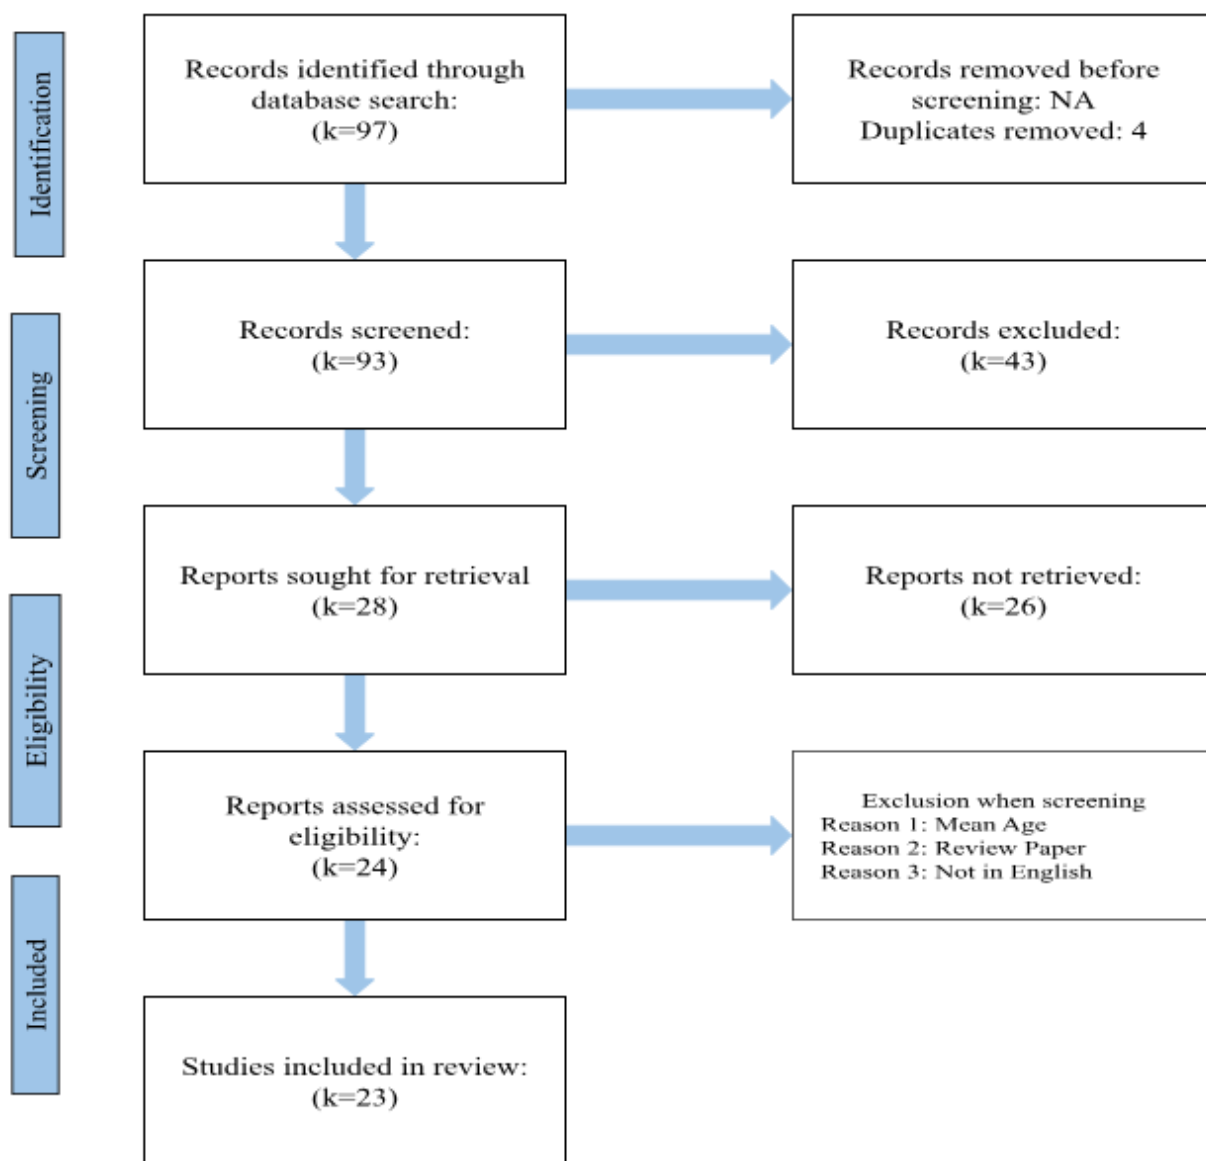 Identification
Records identified through
database search:
(k=97)
Records removed before
screening: NA
Duplicates removed: 4
Screening
Records screened:
(k=93)
Records excluded:
(k=43)
Reports sought for retrieval
(k=28)
Reports not retrieved:
(k=26)
Eligibility
Reports assessed for
eligibility:
(k=24)
Exclusion when screening
Reason 1: Mean Age
Reason 2: Review Paper
Reason 3: Not in English
Included
Studies included in review:
(k=23)